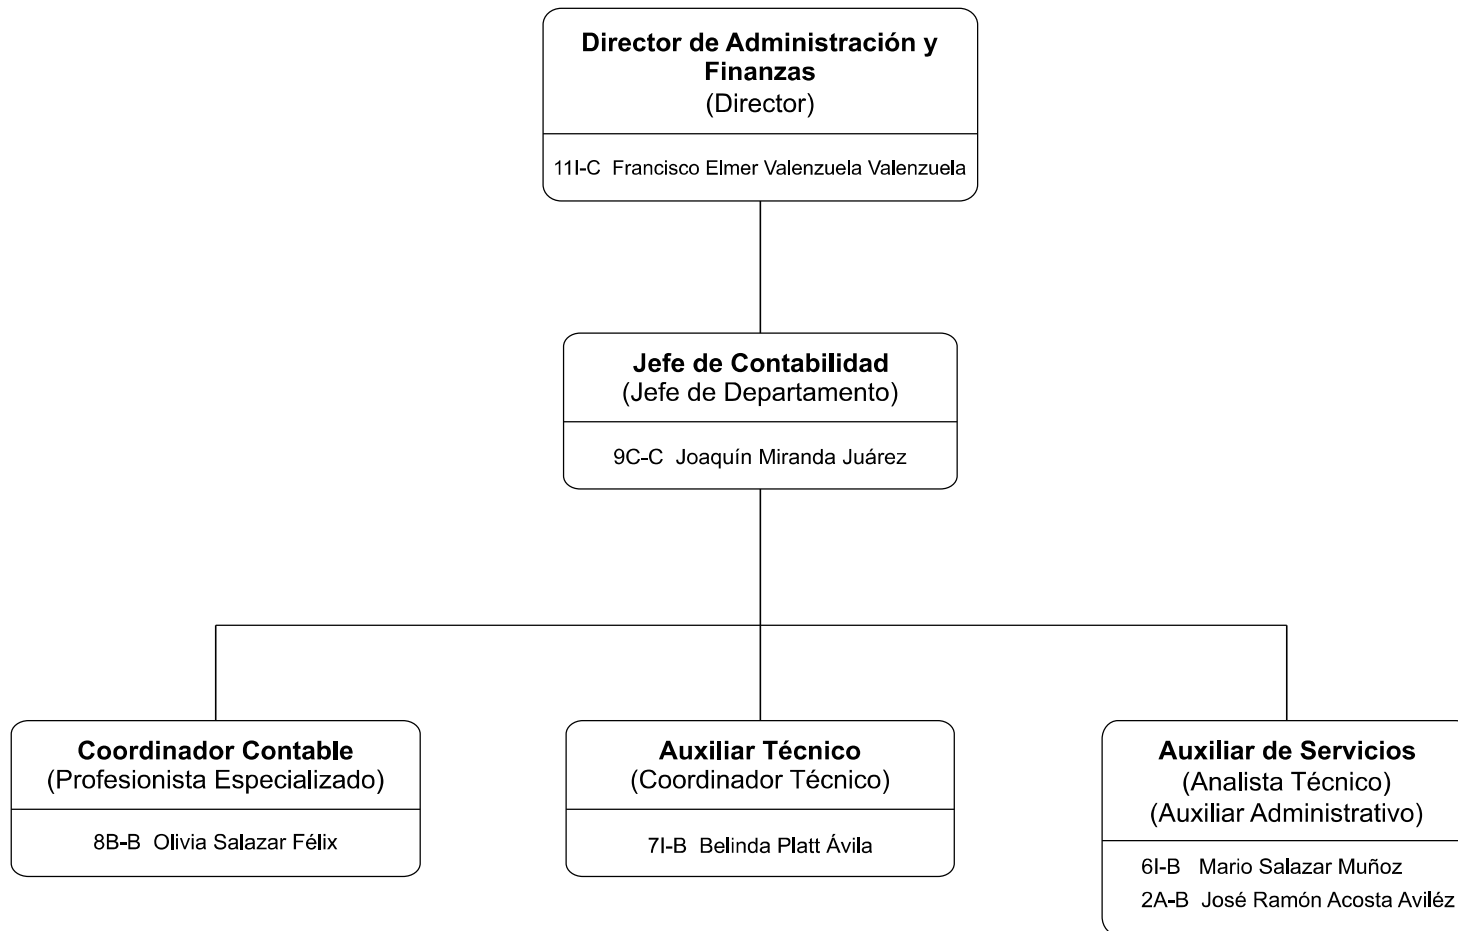 Director de Administración y
Finanzas
(Director)
11I-C Francisco Elmer Valenzuela Valenzuela
Jefe de Contabilidad
(Jefe de Departamento)
9C-C Joaquín Miranda Juárez
Coordinador Contable
(Profesionista Especializado)
8B-B Olivia Salazar Félix
Auxiliar Técnico
(Coordinador Técnico)
7I-B Belinda Platt Ávila
Auxiliar de Servicios
(Analista Técnico)
(Auxiliar Administrativo)
6I-B Mario Salazar Muñoz
2A-B José Ramón Acosta Aviléz